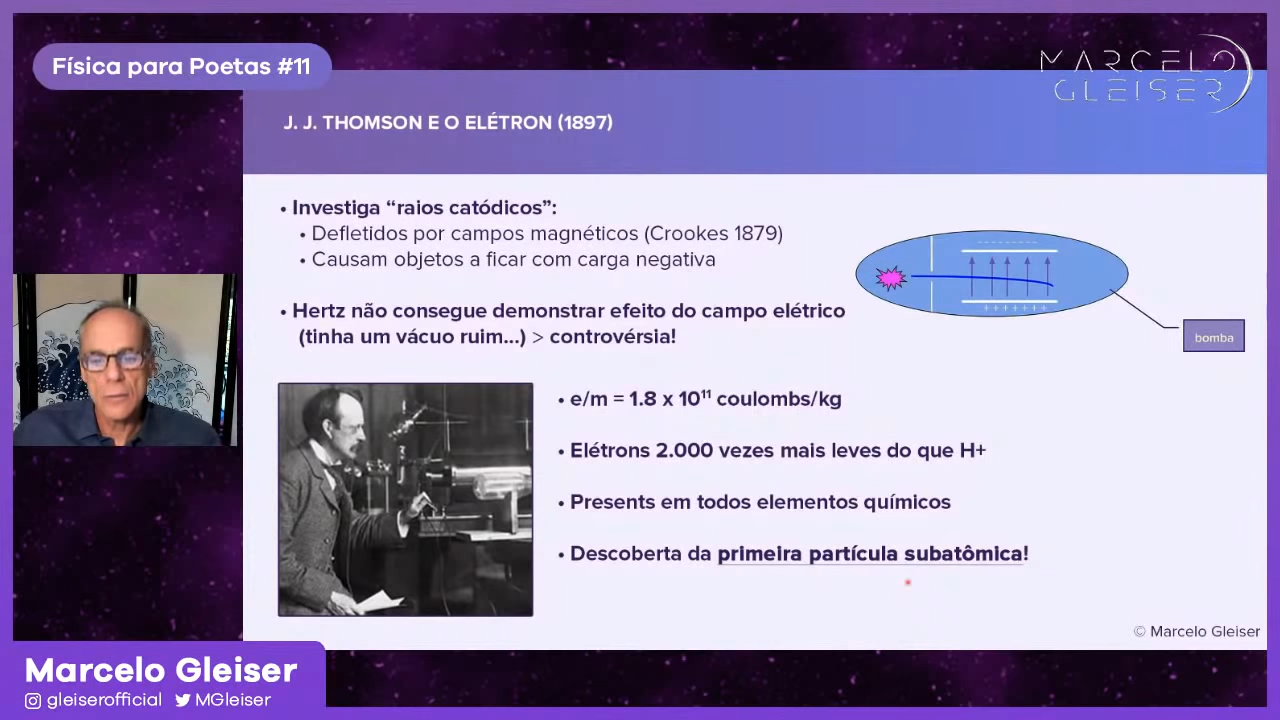 Física para Poetas #11
MARCELO
GLEISER
J. J. THOMSON E O ELÉTRON (1897)
• Investiga “raios catódicos”:
• Defletidos por campos magnéticos (Crookes 1879)
• Causam objetos a ficar com carga negativa
• Hertz não consegue demonstrar efeito do campo elétrico
(tinha um vácuo ruim...) > controvérsia!
bomba
• e/m = 1.8 x 10¹¹ coulombs/kg
• Elétrons 2.000 vezes mais leves do que H+
• Presents em todos elementos químicos
• Descoberta da primeira partícula subatômica!
© Marcelo Gleiser
Marcelo Gleiser
gleiserofficial MGleiser